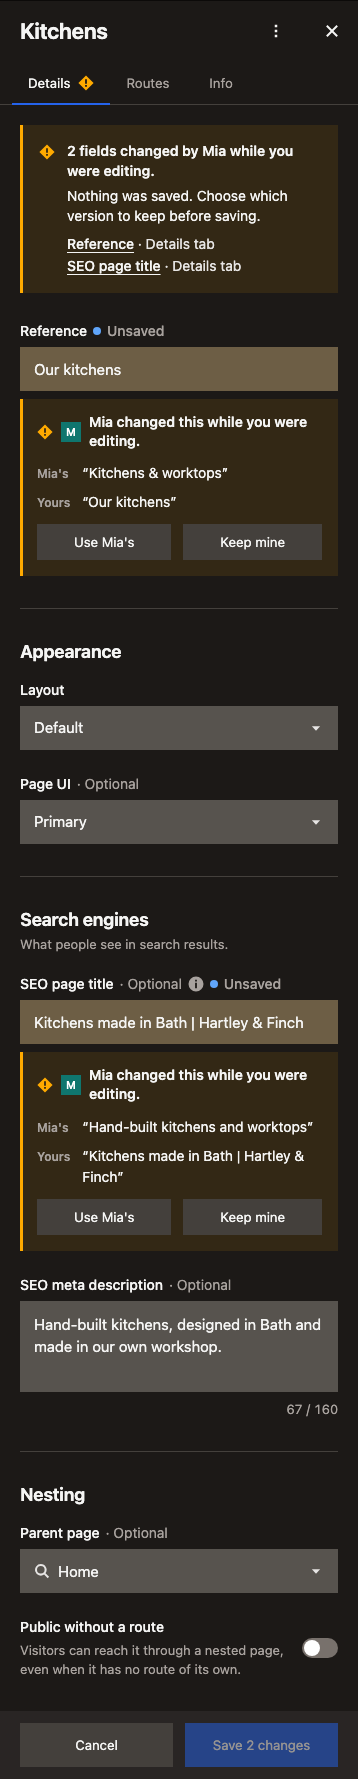 Kitchens
Details
Routes
Info
2 fields changed by Mia while you
were editing.
Nothing was saved. Choose which
version to keep before saving.
Reference · Details tab
SEO page title · Details tab
Reference Unsaved
Our kitchens
M Mia changed this while you were
editing.
Mia's “Kitchens & worktops”
Yours “Our kitchens”
Use Mia's Keep mine
Appearance
Layout
Default
Page UI · Optional
Primary
Search engines
What people see in search results.
SEO page title · Optional Unsaved
Kitchens made in Bath | Hartley & Finch
M Mia changed this while you were
editing.
Mia's “Hand-built kitchens and worktops”
Yours “Kitchens made in Bath | Hartley &
Finch”
Use Mia's Keep mine
SEO meta description · Optional
Hand-built kitchens, designed in Bath and
made in our own workshop.
67 / 160
Nesting
Parent page · Optional
Home
Public without a route
Visitors can reach it through a nested page,
even when it has no route of its own.
Cancel Save 2 changes